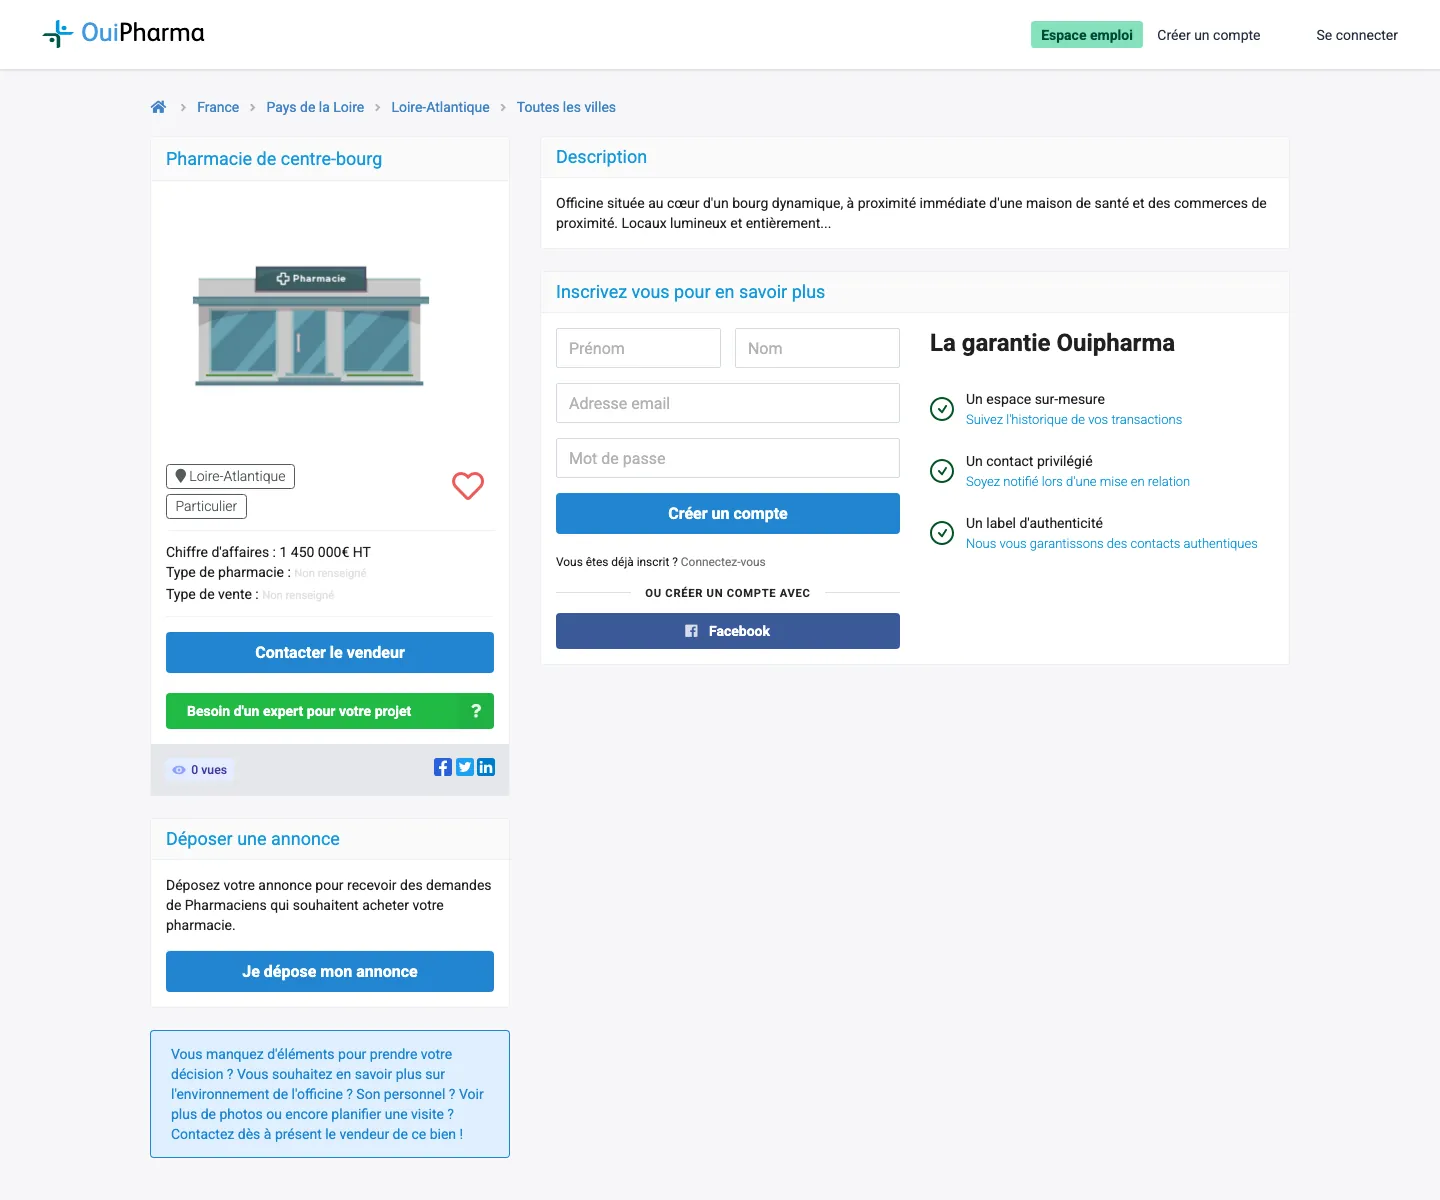 OuiPharma
Espace emploi
Créer un compte
Se connecter
France
Pays de la Loire
Loire-Atlantique
Toutes les villes
Pharmacie de centre-bourg
Pharmacie
Loire-Atlantique
Particulier
Chiffre d'affaires : 1 450 000€ HT
Type de pharmacie : Non renseigné
Type de vente : Non renseigné
Contacter le vendeur
Besoin d'un expert pour votre projet ?
0 vues
Déposer une annonce
Déposez votre annonce pour recevoir des demandes
de Pharmaciens qui souhaitent acheter votre
pharmacie.
Je dépose mon annonce
Vous manquez d'éléments pour prendre votre
décision ? Vous souhaitez en savoir plus sur
l'environnement de l'officine ? Son personnel ? Voir
plus de photos ou encore planifier une visite ?
Contactez dès à présent le vendeur de ce bien !
Description
Officine située au cœur d'un bourg dynamique, à proximité immédiate d'une maison de santé et des commerces de
proximité. Locaux lumineux et entièrement...
Inscrivez vous pour en savoir plus
Prénom
Nom
Adresse email
Mot de passe
Créer un compte
Vous êtes déjà inscrit ? Connectez-vous
OU CRÉER UN COMPTE AVEC
Facebook
La garantie Ouipharma
Un espace sur-mesure
Suivez l'historique de vos transactions
Un contact privilégié
Soyez notifié lors d'une mise en relation
Un label d'authenticité
Nous vous garantissons des contacts authentiques